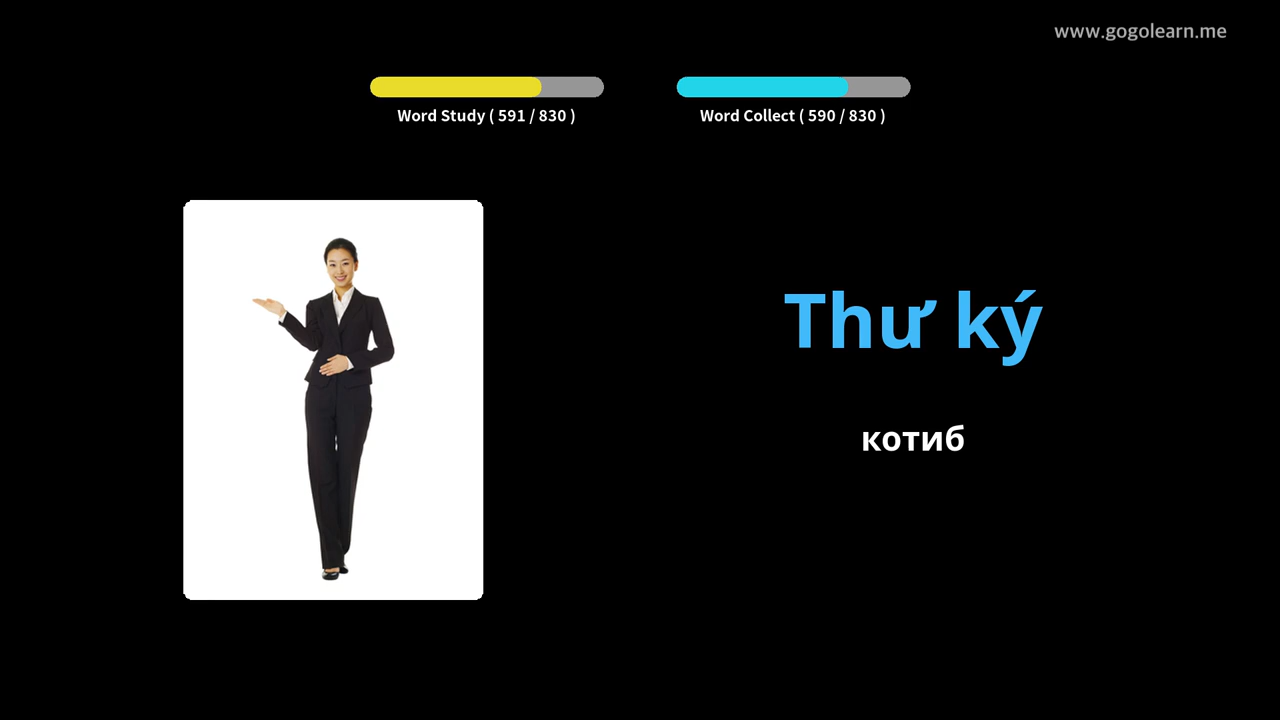 www.gogolearn.me
Word Study ( 591 / 830 )
Word Collect ( 590 / 830 )
Thư ký
котиб